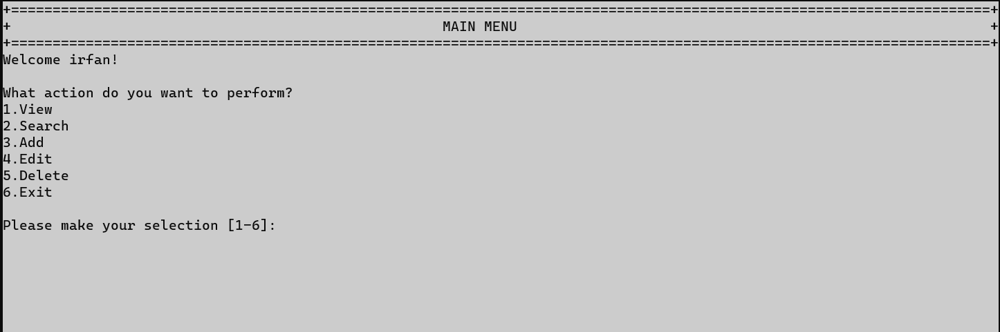 +======================================================================================================================+
+                                                    MAIN MENU                                                         +
+======================================================================================================================+
Welcome irfan!
What action do you want to perform?
1.View
2.Search
3.Add
4.Edit
5.Delete
6.Exit
Please make your selection [1-6]: